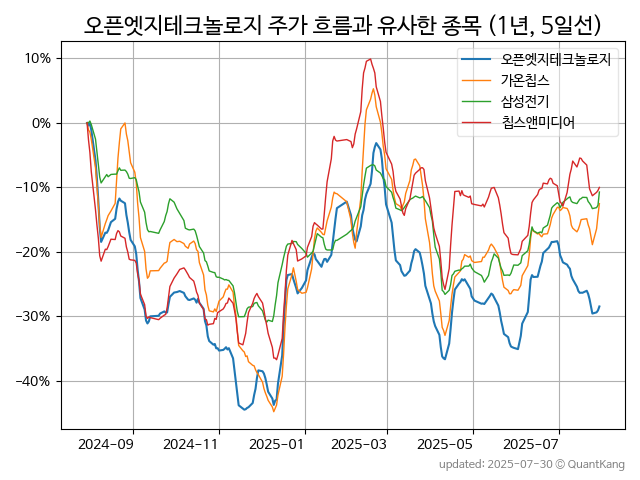 오픈엣지테크놀로지 주가 흐름과 유사한 종목 (1년, 5일선)
오픈엣지테크놀로지
가온칩스
삼성전기
칩스앤미디어
10%
0%
−10%
−20%
−30%
−40%
2024-09 2024-11 2025-01 2025-03 2025-05 2025-07
updated: 2025-07-30 © QuantKang